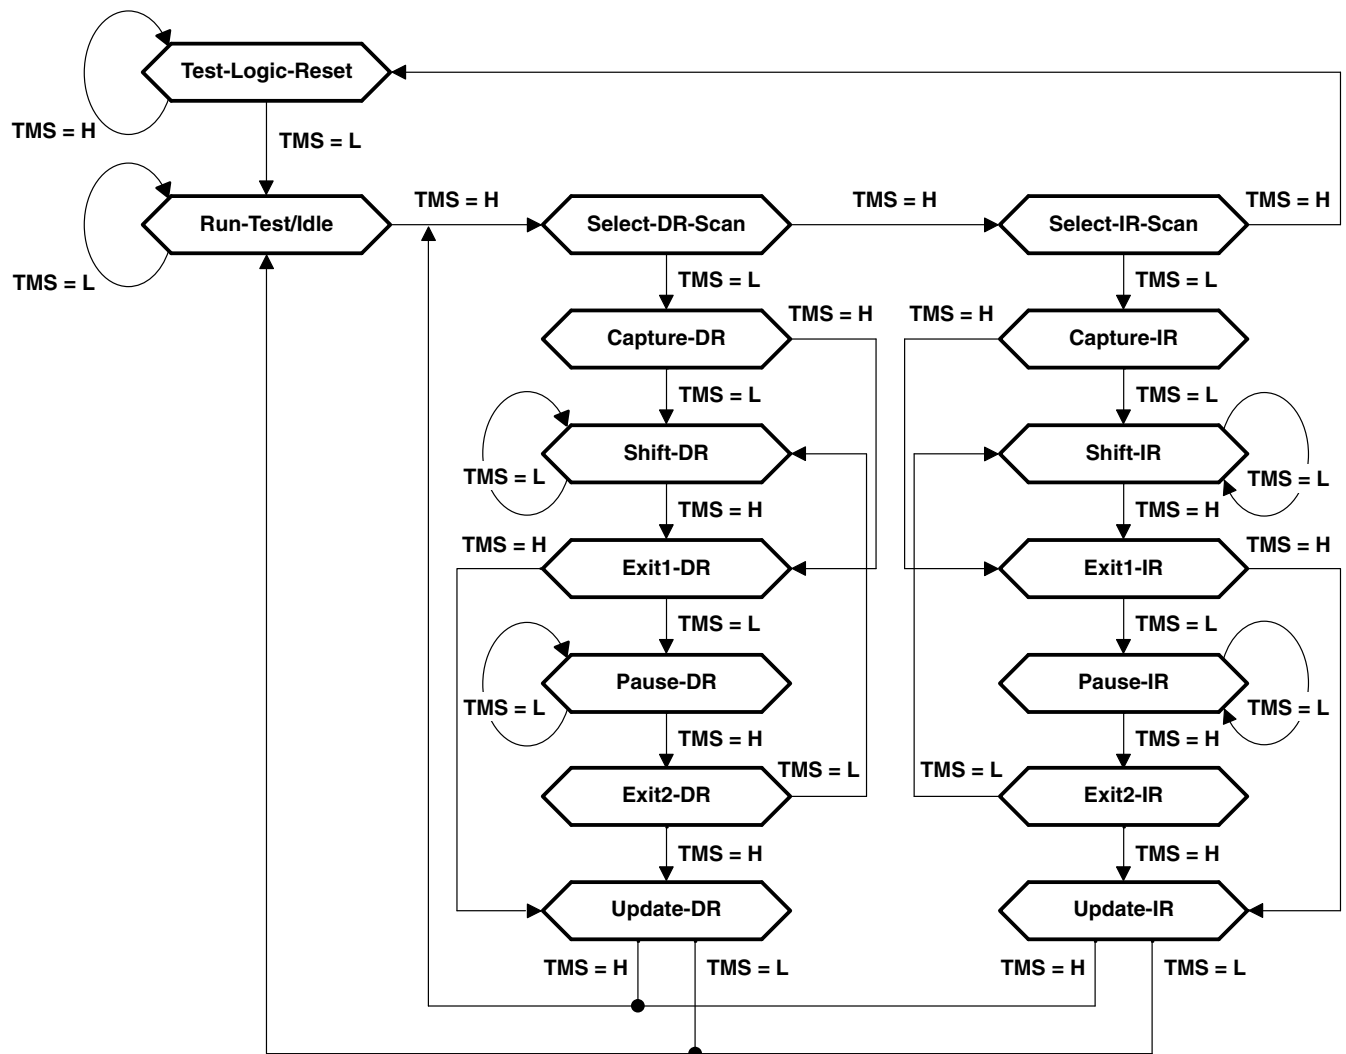 Test-Logic-Reset
TMS = H
TMS = L
TMS = H
TMS = H
TMS = H
Run-Test/Idle
Select-DR-Scan
Select-IR-Scan
TMS = L
TMS = L
TMS = L
TMS = H
TMS = H
Capture-DR
Capture-IR
TMS = L
TMS = L
Shift-DR
Shift-IR
TMS = L
TMS = L
TMS = H
TMS = H
TMS = H
TMS = H
Exit1-DR
Exit1-IR
TMS = L
TMS = L
Pause-DR
Pause-IR
TMS = L
TMS = L
TMS = H
TMS = H
TMS = L
TMS = L
Exit2-DR
Exit2-IR
TMS = H
TMS = H
Update-DR
Update-IR
TMS = H
TMS = L
TMS = H
TMS = L